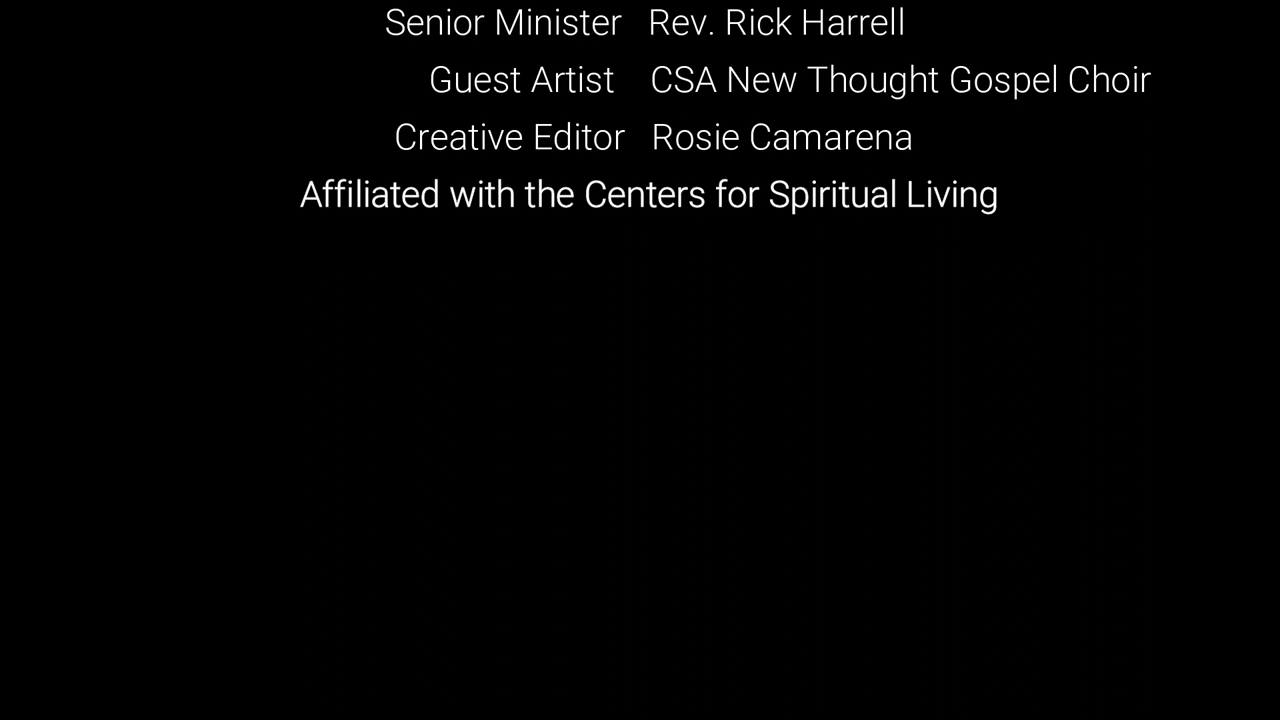 Senior Minister Rev. Rick Harrell
Guest Artist CSA New Thought Gospel Choir
Creative Editor Rosie Camarena
Affiliated with the Centers for Spiritual Living